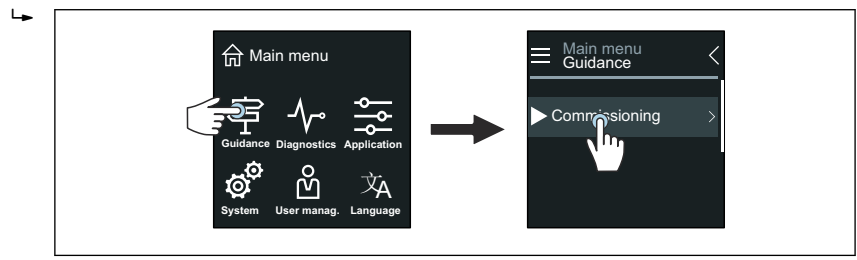 Main menu
Guidance Diagnostics Application
System User manag. Language
Main menu
Guidance
Commissioning